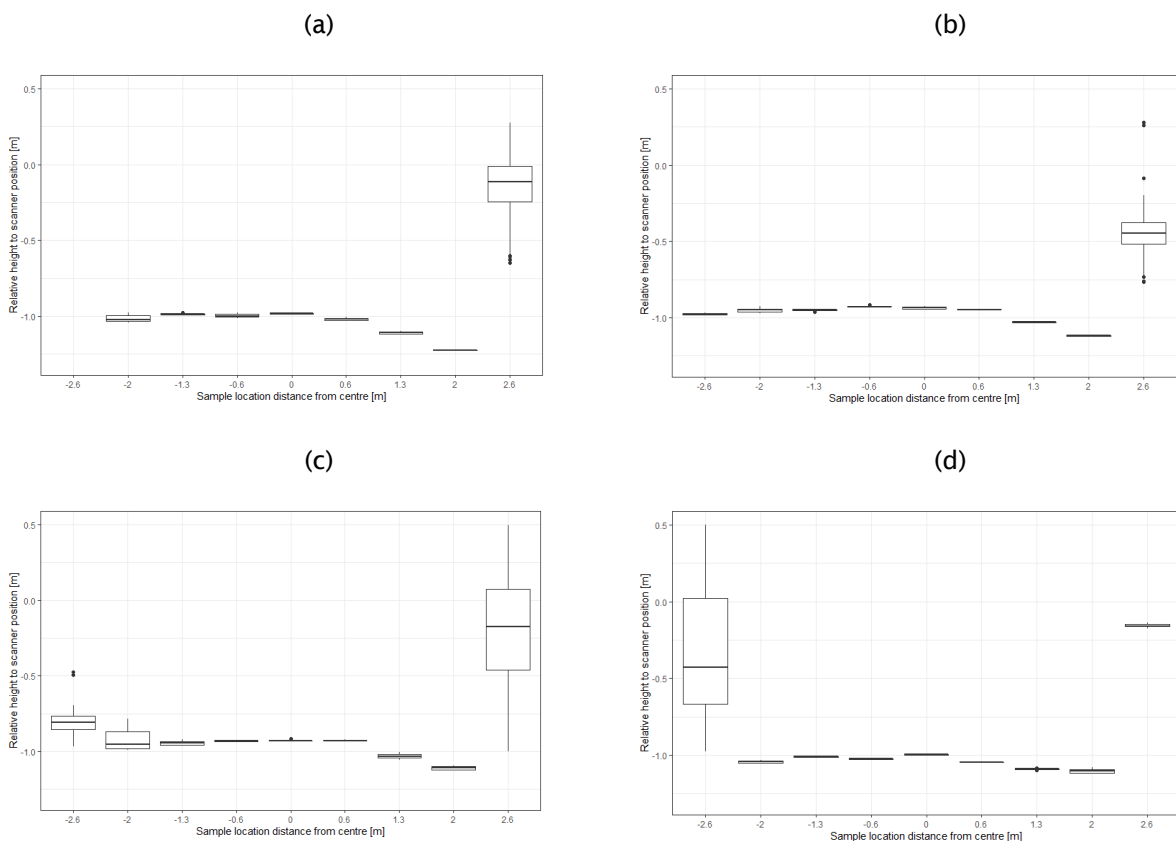 (a)
(b)
0.5
0.0
-0.5
-1.0
Relative height to scanner position [m]
-2.6 -2 -1.3 -0.6 0 0.6 1.3 2 2.6
Sample location distance from centre [m]
0.5
0.0
-0.5
-1.0
Relative height to scanner position [m]
-2.6 -2 -1.3 -0.6 0 0.6 1.3 2 2.6
Sample location distance from centre [m]
(c)
(d)
0.5
0.0
-0.5
-1.0
Relative height to scanner position [m]
-2.6 -2 -1.3 -0.6 0 0.6 1.3 2 2.6
Sample location distance from centre [m]
0.5
0.0
-0.5
-1.0
Relative height to scanner position [m]
-2.6 -2 -1.3 -0.6 0 0.6 1.3 2 2.6
Sample location distance from centre [m]